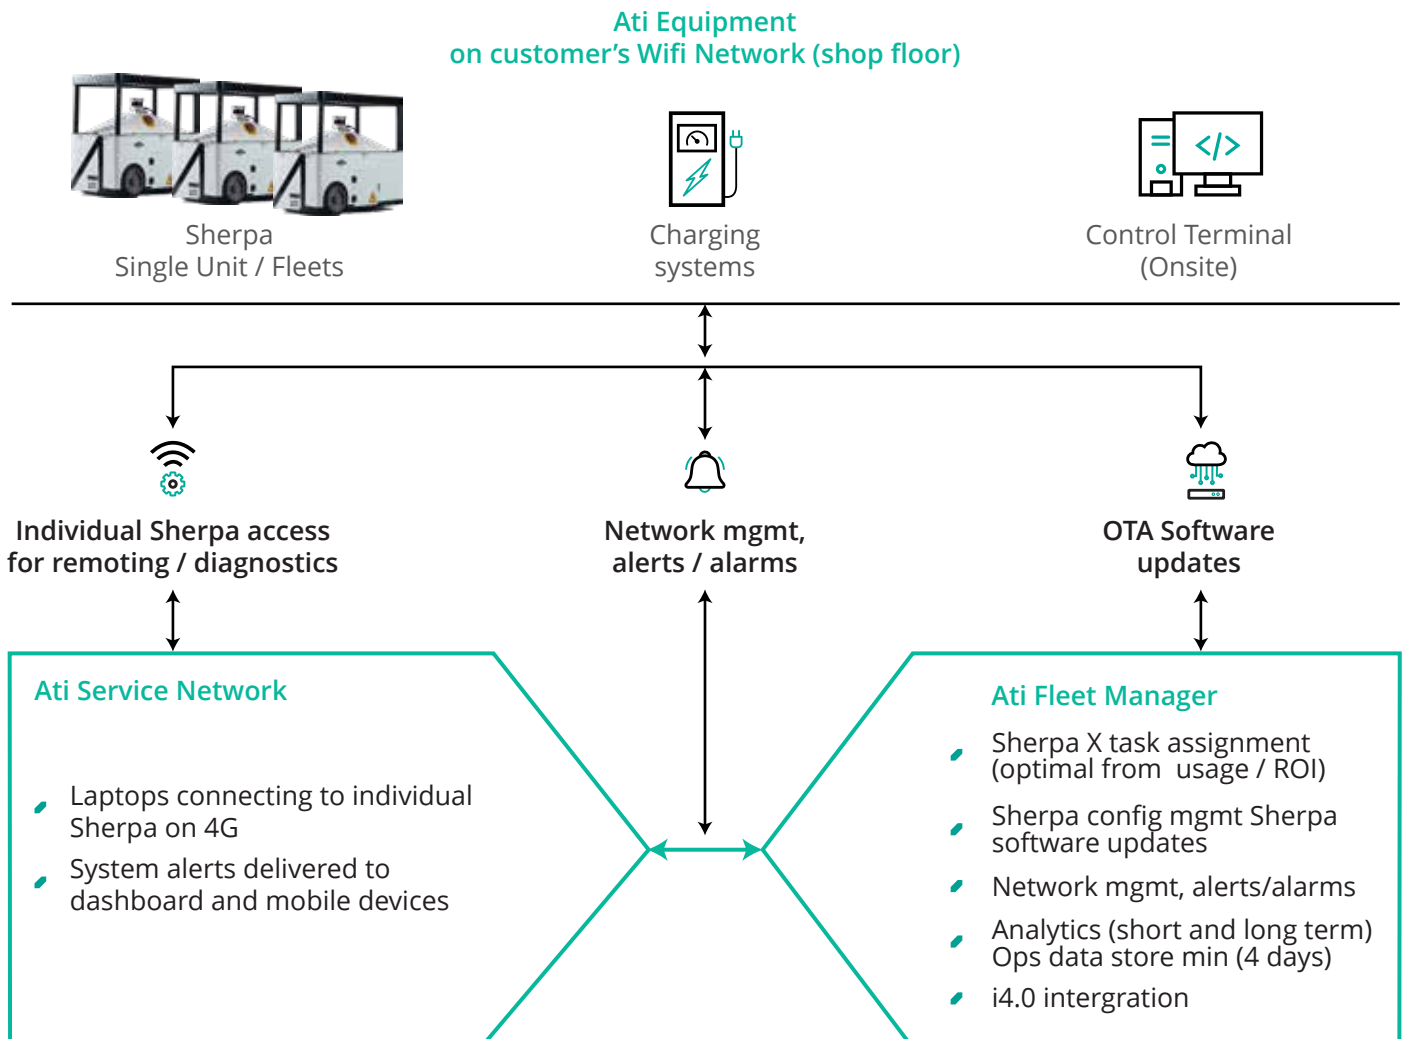 Ati Equipment
on customer's Wifi Network (shop floor)
Sherpa
Single Unit / Fleets
Charging
systems
Control Terminal
(Onsite)
Individual Sherpa access
for remoting / diagnostics
Network mgmt,
alerts / alarms
OTA Software
updates
Ati Service Network
Laptops connecting to individual
Sherpa on 4G
System alerts delivered to
dashboard and mobile devices
Ati Fleet Manager
Sherpa X task assignment
(optimal from usage / ROI)
Sherpa config mgmt Sherpa
software updates
Network mgmt, alerts/alarms
Analytics (short and long term)
Ops data store min (4 days)
i4.0 intergration